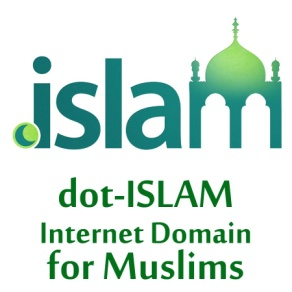 .islam
dot-ISLAM
Internet Domain
for Muslims